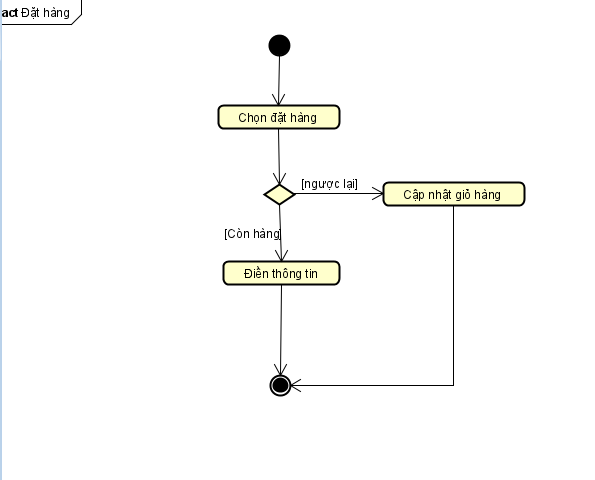 act Đặt hàng
Chọn đặt hàng
[ngược lại]
Cập nhật giỏ hàng
[Còn hàng]
Điền thông tin